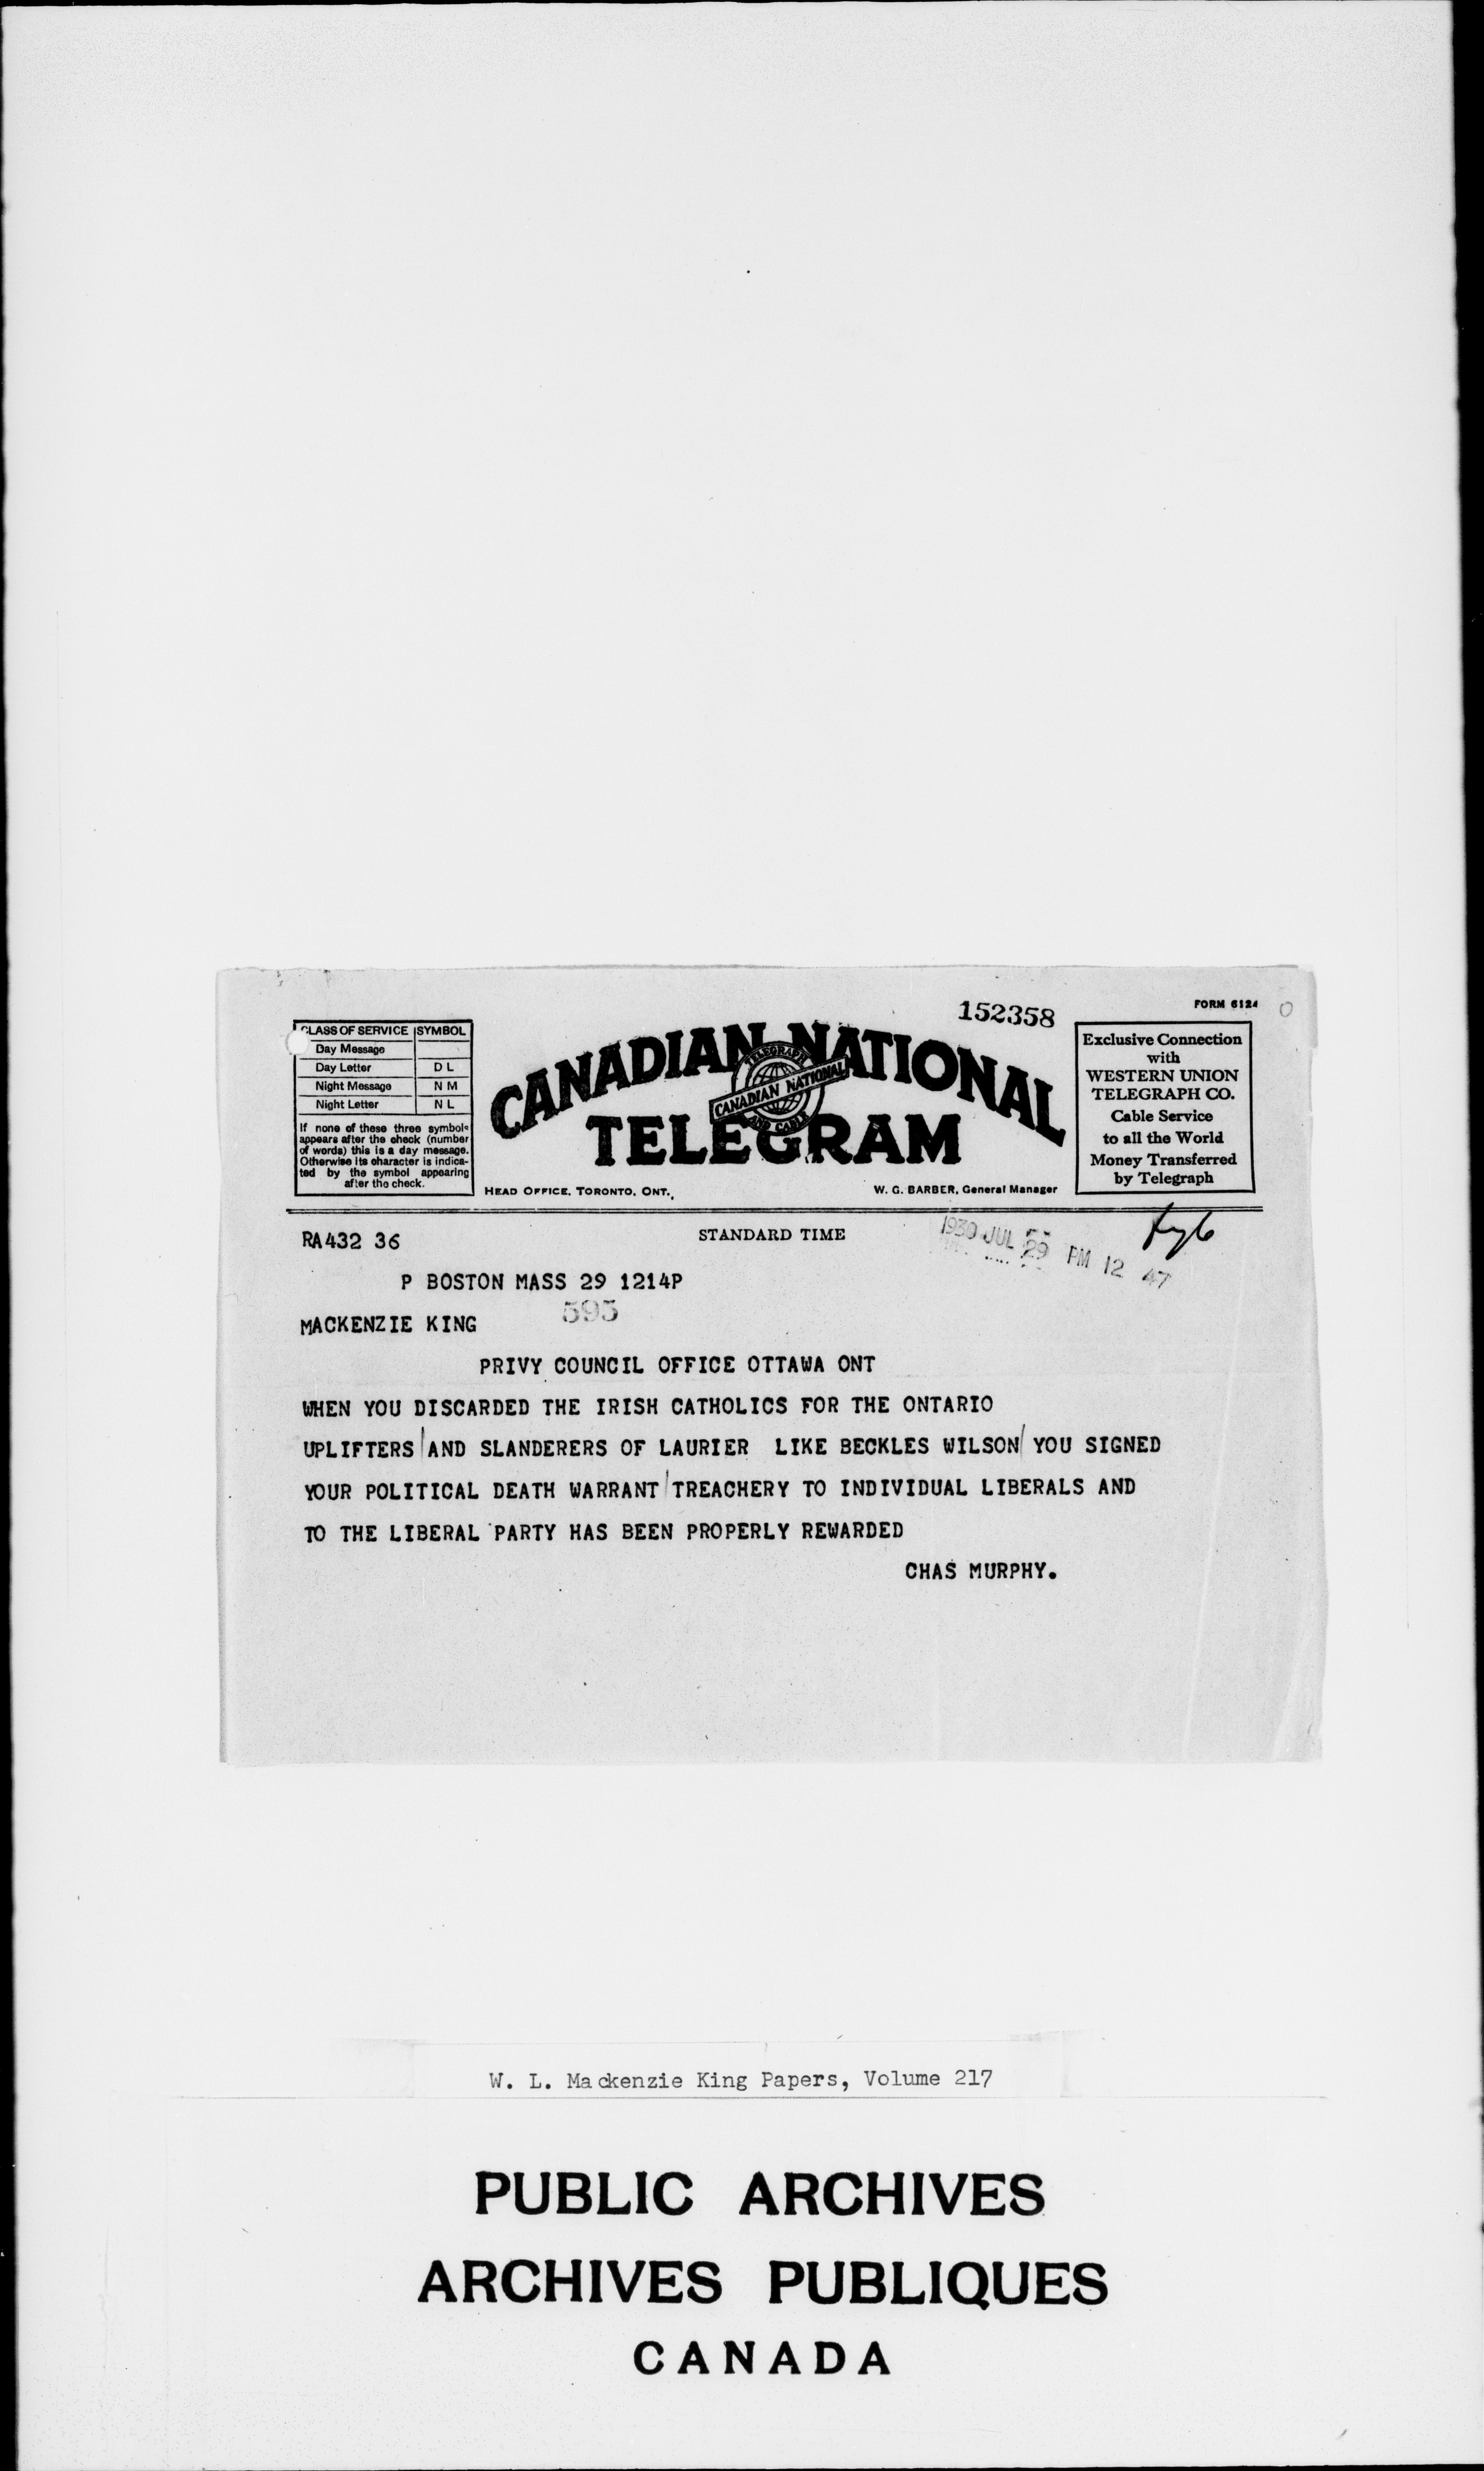 152358
FORM 6124
CLASS OF SERVICE SYMBOL
Day Message
Day Letter D L
Night Message N M
Night Letter N L
If none of these three symbols
appears after the check (number
of words) this is a day message.
Otherwise its character is indica-
ted by the symbol appearing
after the check.
CANADIAN NATIONAL
TELEGRAPH
CANADIAN NATIONAL
AND CABLE
TELEGRAM
HEAD OFFICE, TORONTO, ONT.
W. G. BARBER, General Manager
Exclusive Connection
with
WESTERN UNION
TELEGRAPH CO.
Cable Service
to all the World
Money Transferred
by Telegraph
RA432 36
STANDARD TIME
1930 JUL 29 PM 12 47
P BOSTON MASS 29 1214P
595
MACKENZIE KING
PRIVY COUNCIL OFFICE OTTAWA ONT
WHEN YOU DISCARDED THE IRISH CATHOLICS FOR THE ONTARIO
UPLIFTERS AND SLANDERERS OF LAURIER LIKE BECKLES WILSON YOU SIGNED
YOUR POLITICAL DEATH WARRANT TREACHERY TO INDIVIDUAL LIBERALS AND
TO THE LIBERAL PARTY HAS BEEN PROPERLY REWARDED
CHAS MURPHY.
W. L. Mackenzie King Papers, Volume 217
PUBLIC ARCHIVES
ARCHIVES PUBLIQUES
CANADA